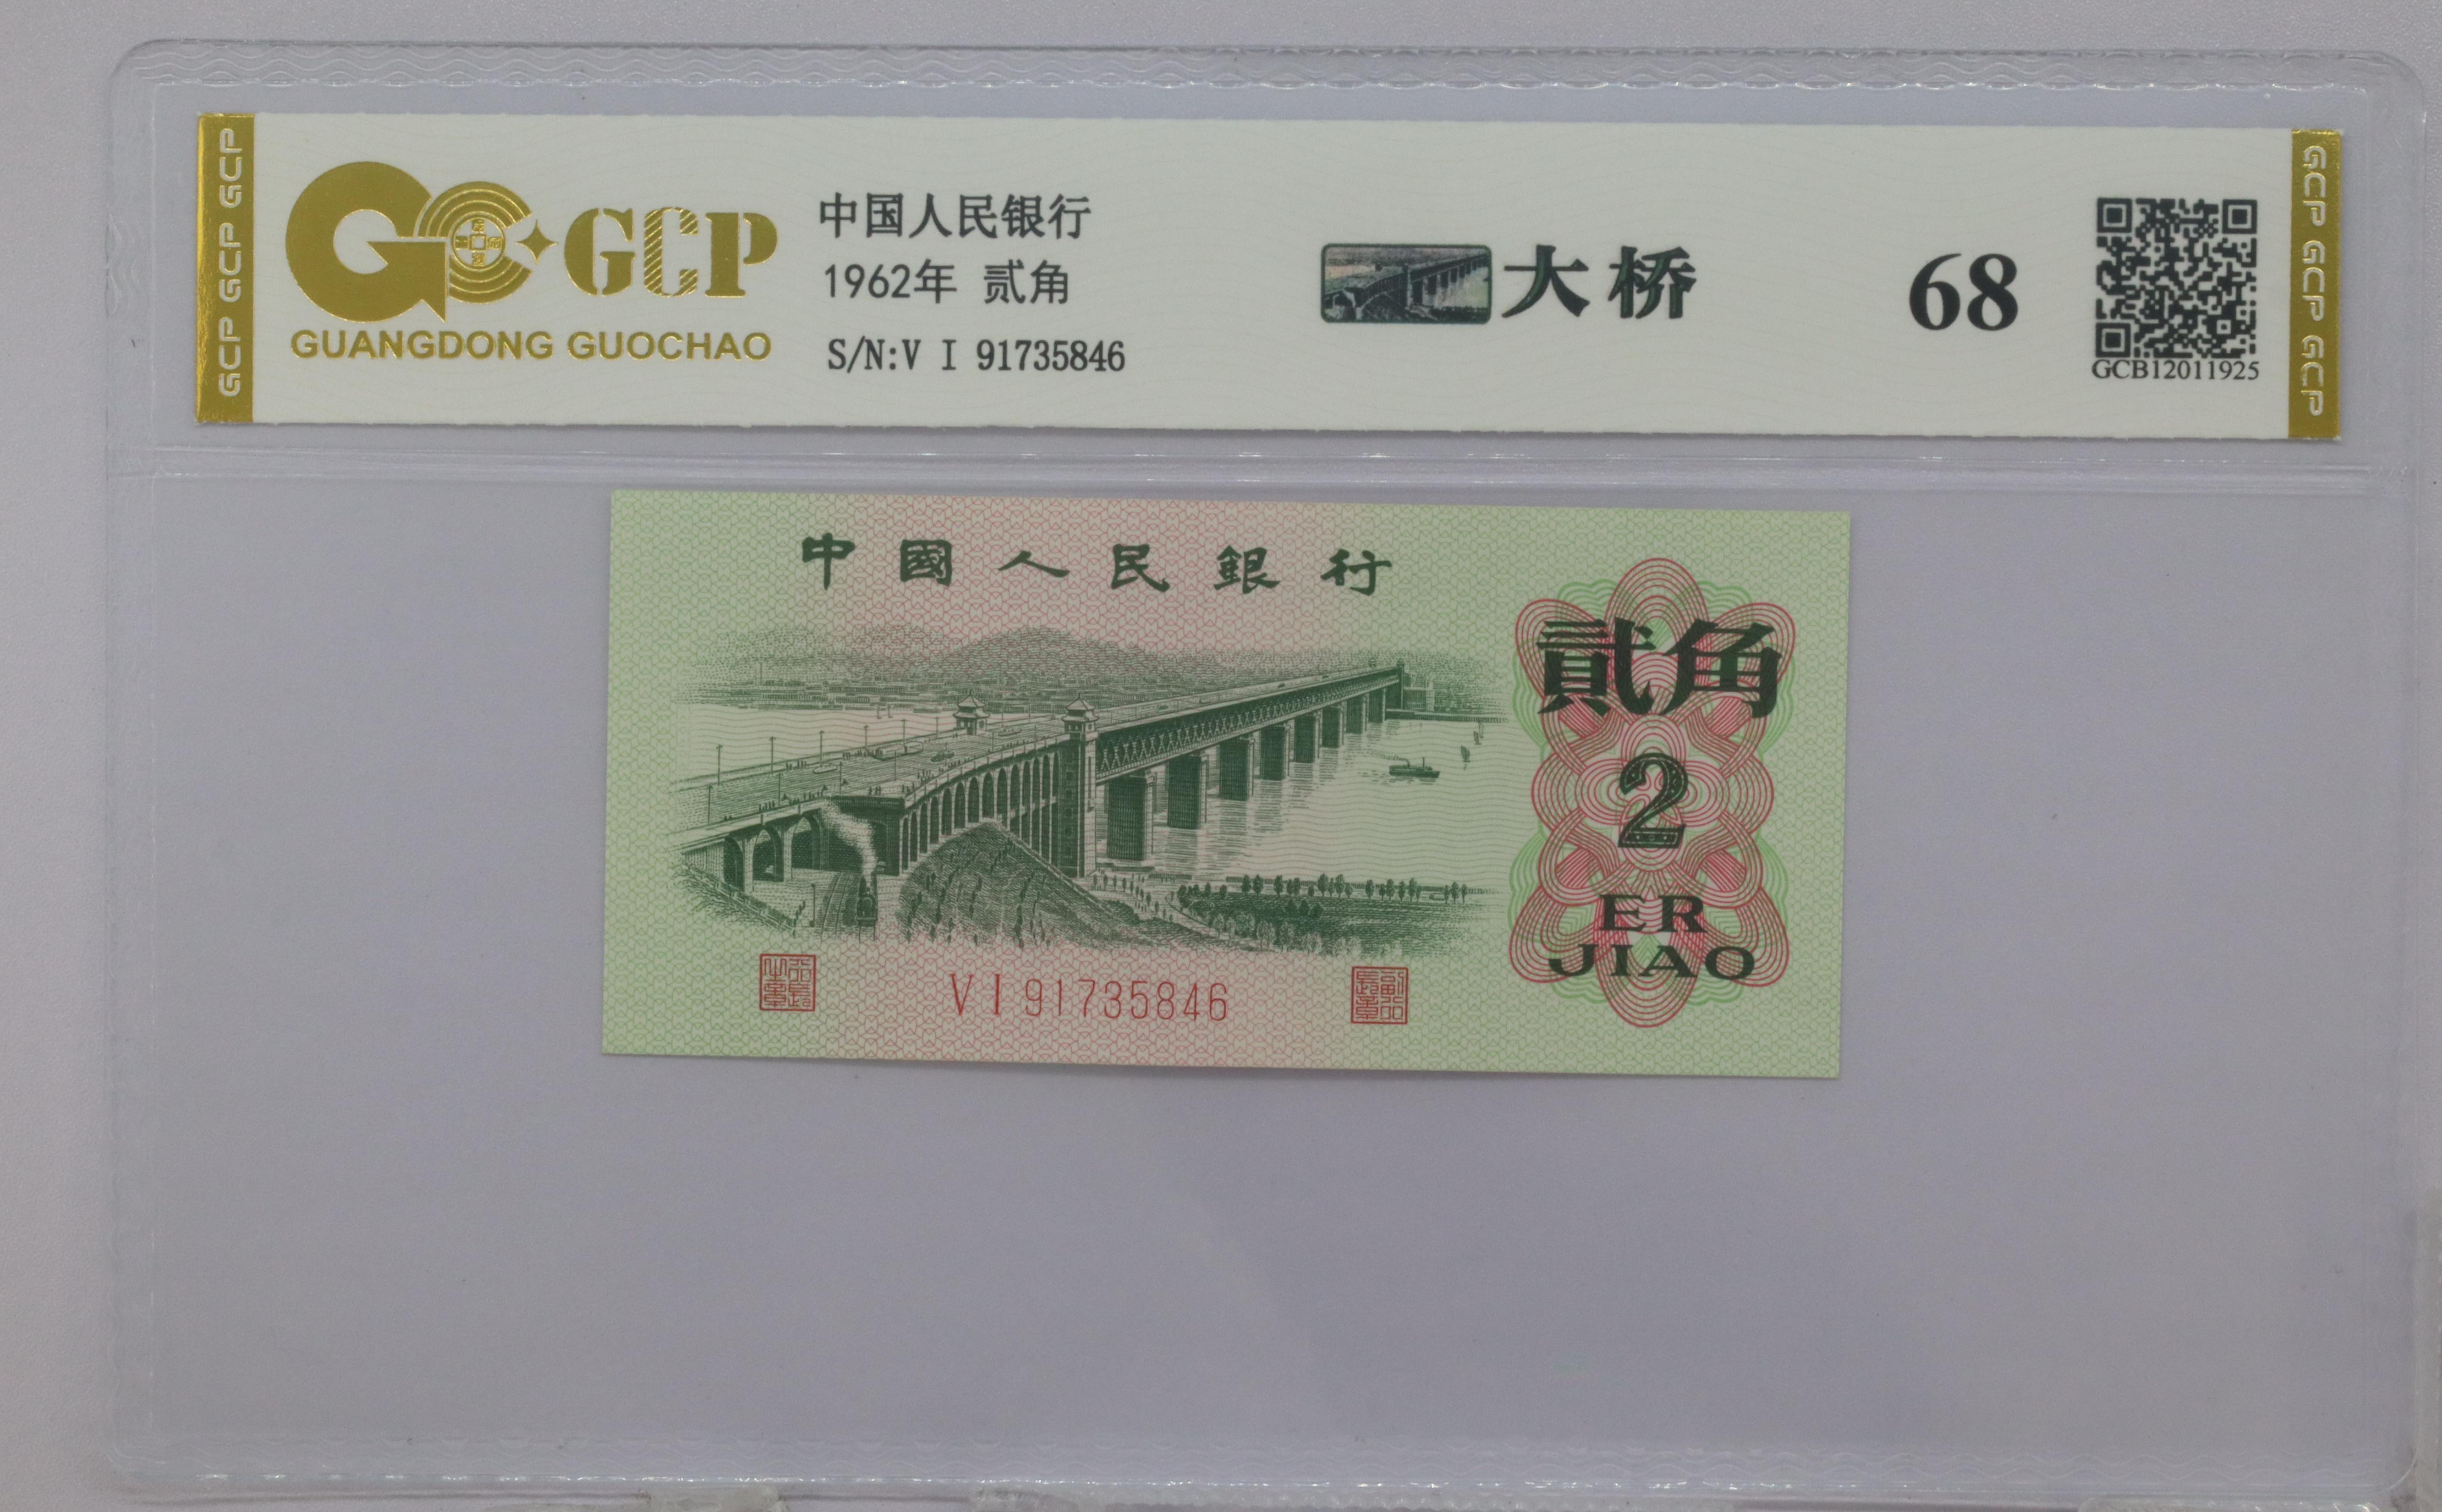 GCP GCP GCP
GCP
GUANGDONG GUOCHAO
中国人民银行
1962年 贰角
S/N:V I 91735846
大桥
68
GCB12011925
GCP GCP GCP
中國人民銀行
貳角
2
ER
JIAO
V I 91735846